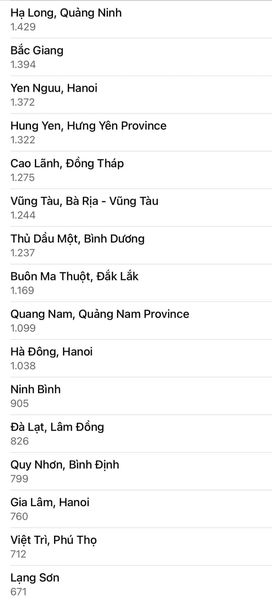 Hạ Long, Quảng Ninh
1.429
Bắc Giang
1.394
Yen Nguu, Hanoi
1.372
Hung Yen, Hưng Yên Province
1.322
Cao Lãnh, Đồng Tháp
1.275
Vũng Tàu, Bà Rịa - Vũng Tàu
1.244
Thủ Dầu Một, Bình Dương
1.237
Buôn Ma Thuột, Đắk Lắk
1.169
Quang Nam, Quảng Nam Province
1.099
Hà Đông, Hanoi
1.038
Ninh Bình
905
Đà Lạt, Lâm Đồng
826
Quy Nhơn, Bình Định
799
Gia Lâm, Hanoi
760
Việt Trì, Phú Thọ
712
Lạng Sơn
671